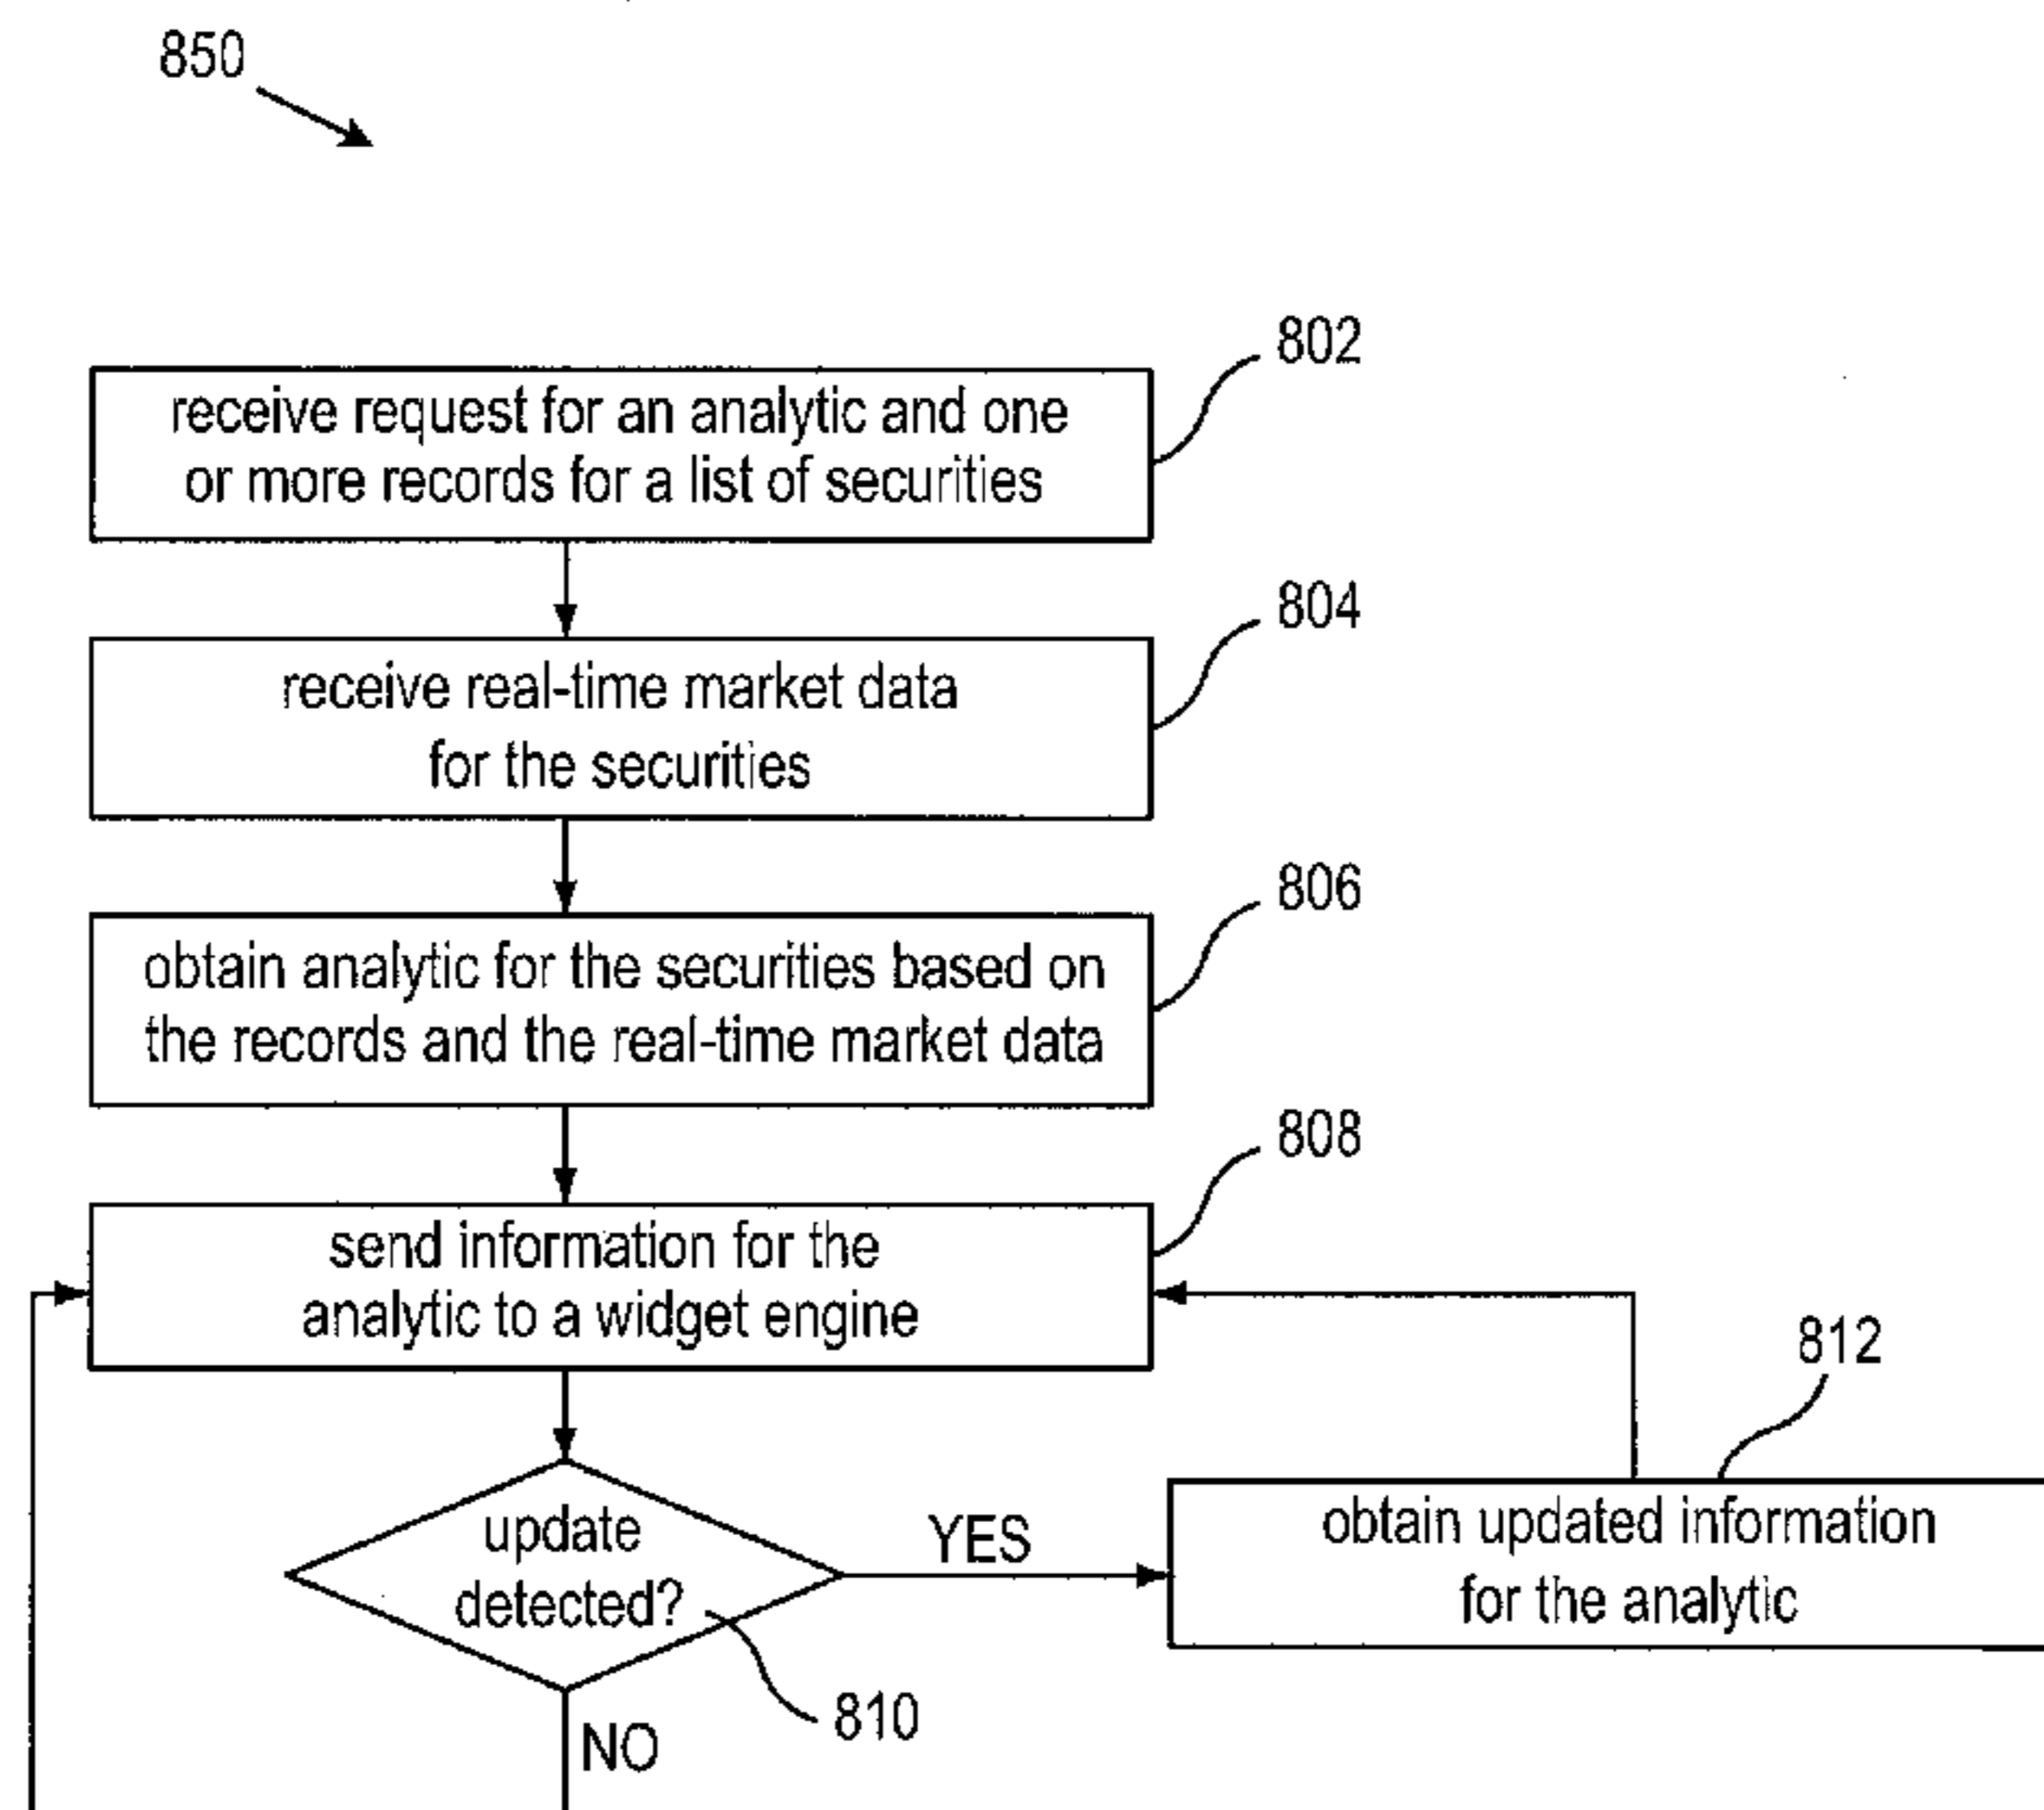 850
802
receive request for an analytic and one
or more records for a list of securities
804
receive real-time market data
for the securities
806
obtain analytic for the securities based on
the records and the real-time market data
808
send information for the
analytic to a widget engine
812
update
detected?
YES
obtain updated information
for the analytic
810
NO